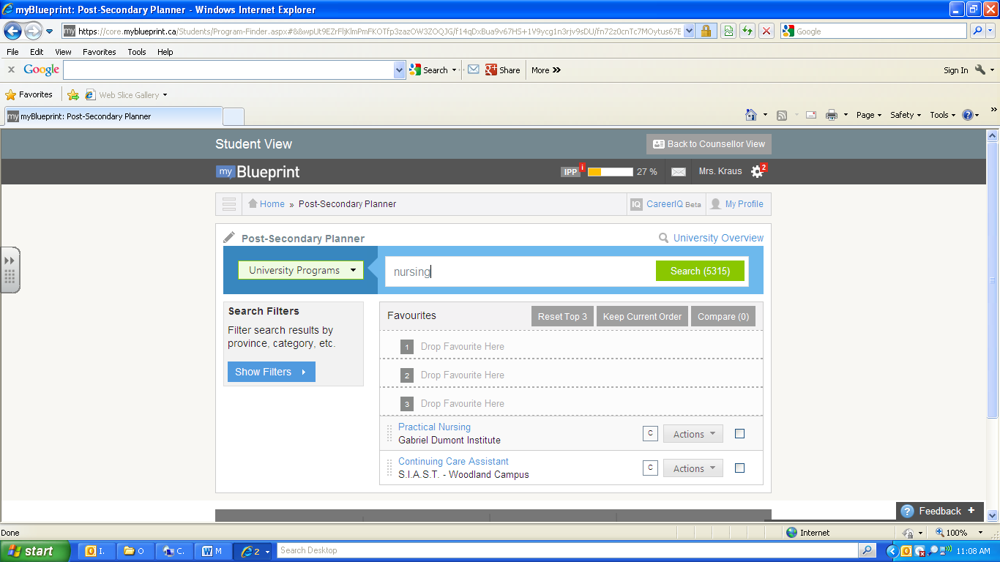 myBlueprint: Post-Secondary Planner - Windows Internet Explorer
my https://core.myblueprint.ca/Students/Program-Finder.aspx#&&wpUt9EZrFljKlmPmFKOTfp3zazOW3ZOQJG/f14qDxBua9v67HS+1V9ycg1n3rjv9sDU/fn72z0cnTc7MOytus67E Google
File Edit View Favorites Tools Help
x Google Search Share More Sign In
Favorites Web Slice Gallery
my myBlueprint: Post-Secondary Planner Page Safety Tools
Student View Back to Counsellor View
my Blueprint IPP i 27 % Mrs. Kraus 2
Home » Post-Secondary Planner IQ CareerIQ Beta My Profile
Post-Secondary Planner University Overview
University Programs nursing Search (5315)
Search Filters
Filter search results by
province, category, etc.
Show Filters
Favourites Reset Top 3 Keep Current Order Compare (0)
1 Drop Favourite Here
2 Drop Favourite Here
3 Drop Favourite Here
Practical Nursing
Gabriel Dumont Institute C Actions
Continuing Care Assistant
S.I.A.S.T. - Woodland Campus C Actions
? Feedback +
Done Internet 100%
start I. O C. M 2 Search Desktop 11:08 AM